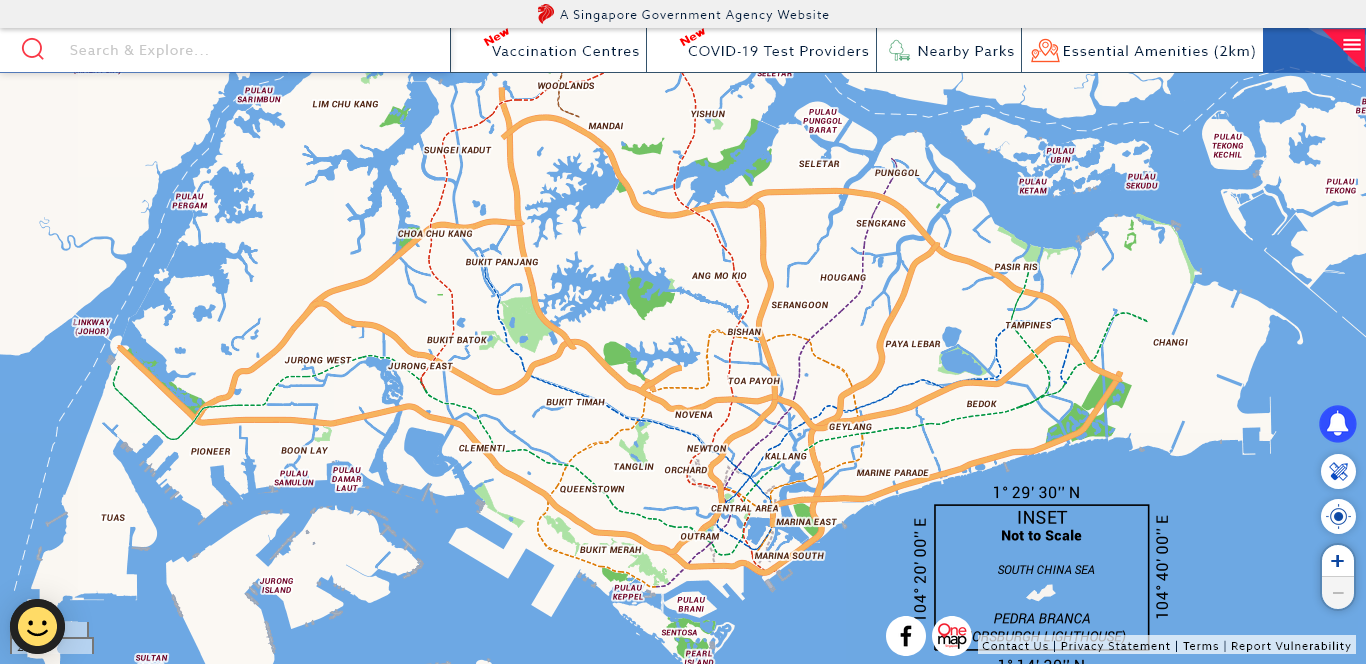 A Singapore Government Agency Website
Search & Explore...
New
Vaccination Centres
New
COVID-19 Test Providers
Nearby Parks
Essential Amenities (2km)
SELETAR
WOODLANDS
PULAU
SARIMBUN
LIM CHU KANG
YISHUN
MANDAI
PULAU
PUNGGOL
BARAT
SUNGEI KADUT
SELETAR
PUNGGOL
PULAU
UBIN
PULAU
KETAM
PULAU
SEKUDU
PULAU
TEKONG
KECHIL
PULAU
TEKONG
PULAU
PERGAM
CHOA CHU KANG
SENGKANG
BUKIT PANJANG
ANG MO KIO
HOUGANG
PASIR RIS
SERANGOON
LINKWAY
(JOHOR)
BISHAN
TAMPINES
BUKIT BATOK
PAYA LEBAR
CHANGI
JURONG WEST
JURONG EAST
TOA PAYOH
BUKIT TIMAH
BEDOK
NOVENA
GEYLANG
PIONEER
BOON LAY
CLEMENTI
NEWTON
KALLANG
TANGLIN
ORCHARD
MARINE PARADE
PULAU
SAMULUN
PULAU
DAMAR
LAUT
QUEENSTOWN
CENTRAL AREA
TUAS
MARINA EAST
OUTRAM
BUKIT MERAH
MARINA SOUTH
JURONG
ISLAND
PULAU
KEPPEL
PULAU
BRANI
SENTOSA
PEARL
ISLAND
SULTAN
1° 29' 30'' N
INSET
Not to Scale
SOUTH CHINA SEA
PEDRA BRANCA
RSBURGH LIGHTHOUSE)
104° 20' 00'' E
104° 40' 00'' E
+
−
f
One
map
Contact Us | Privacy Statement | Terms | Report Vulnerability